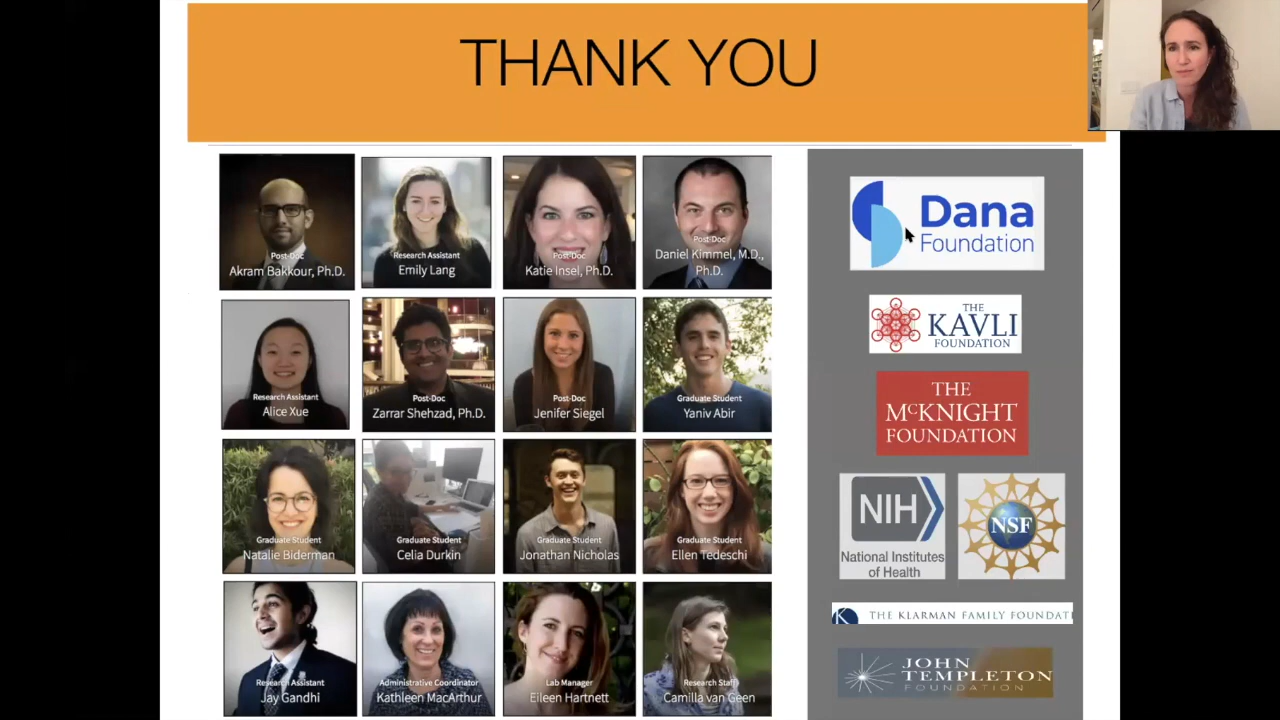 THANK YOU
Post-Doc
Akram Bakkour, Ph.D.
Research Assistant
Emily Lang
Post-Doc
Katie Insel, Ph.D.
Post-Doc
Daniel Kimmel, M.D.,
Ph.D.
Research Assistant
Alice Xue
Post-Doc
Zarrar Shehzad, Ph.D.
Post-Doc
Jenifer Siegel
Graduate Student
Yaniv Abir
Graduate Student
Natalie Biderman
Graduate Student
Celia Durkin
Graduate Student
Jonathan Nicholas
Graduate Student
Ellen Tedeschi
Research Assistant
Jay Gandhi
Administrative Coordinator
Kathleen MacArthur
Lab Manager
Eileen Hartnett
Research Staff
Camilla van Geen
Dana
Foundation
THE
KAVLI
FOUNDATION
THE
McKNIGHT
FOUNDATION
NIH
National Institutes
of Health
NSF
K
THE KLARMAN FAMILY FOUNDAT
JOHN
TEMPLETON
FOUNDATION